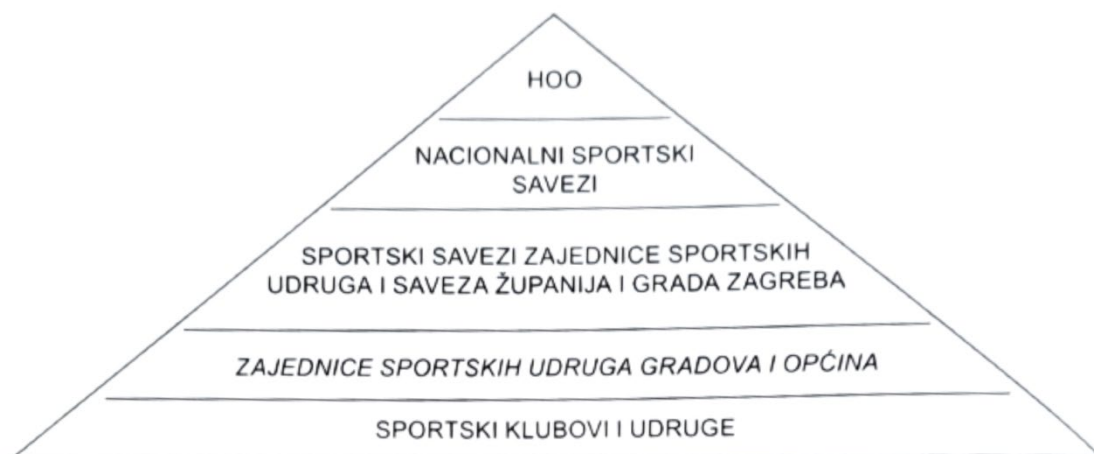 HOO
NACIONALNI SPORTSKI
SAVEZI
SPORTSKI SAVEZI ZAJEDNICE SPORTSKIH
UDRUGA I SAVEZA ŽUPANIJA I GRADA ZAGREBA
ZAJEDNICE SPORTSKIH UDRUGA GRADOVA I OPĆINA
SPORTSKI KLUBOVI I UDRUGE